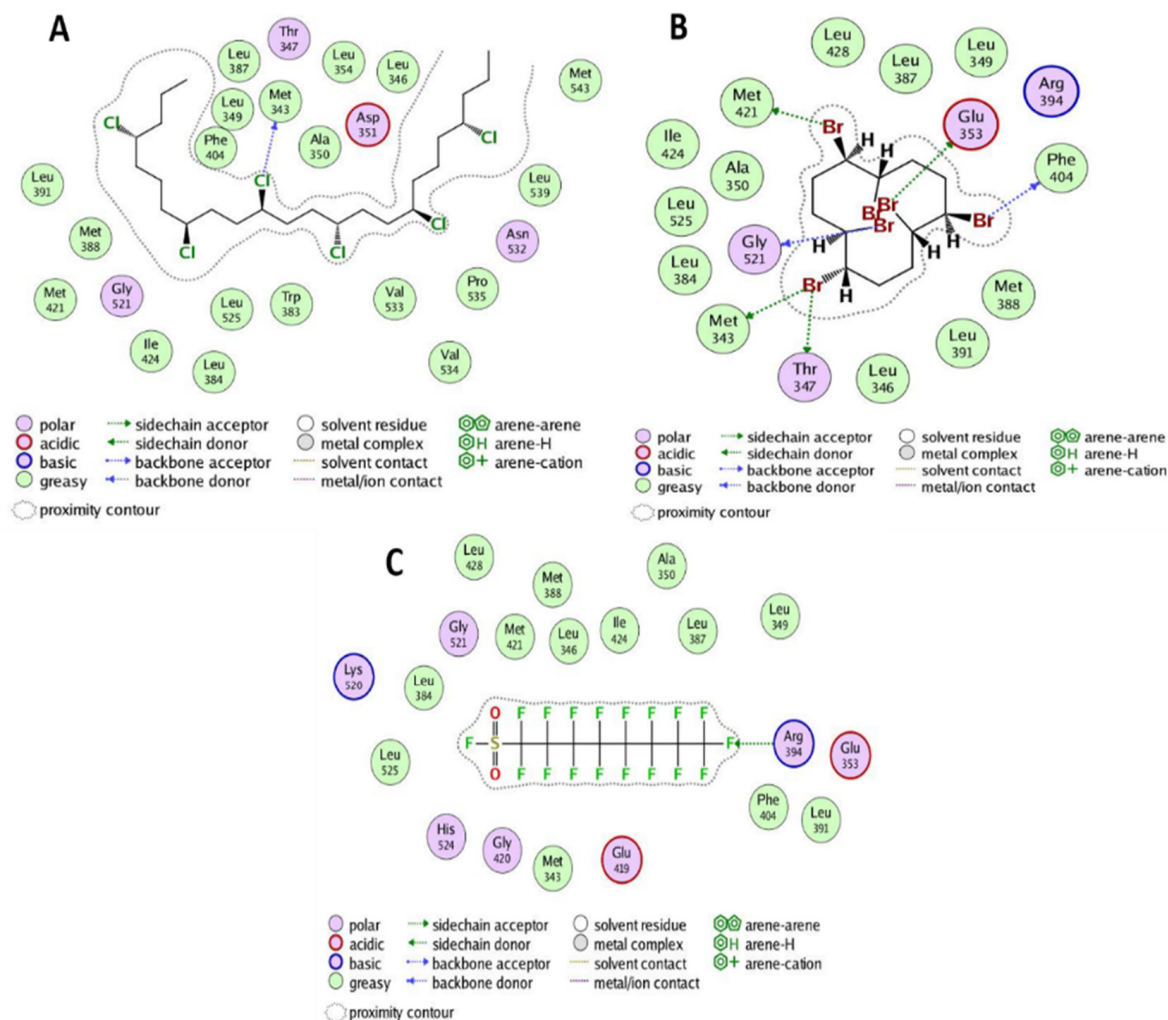 A
Thr
347
Leu
387
Leu
354
Leu
346
Met
543
Leu
349
Met
343
Asp
351
Phe
404
Ala
350
Cl
Cl
Cl
Leu
391
Leu
539
Met
388
Cl
Cl
Cl
Asn
532
Met
421
Gly
521
Leu
525
Trp
383
Val
533
Pro
535
Ile
424
Leu
384
Val
534
polar
acidic
basic
greasy
proximity contour
sidechain acceptor
sidechain donor
backbone acceptor
backbone donor
solvent residue
metal complex
solvent contact
metal/ion contact
arene-arene
H arene-H
+ arene-cation
B
Leu
428
Leu
387
Leu
349
Arg
394
Met
421
Glu
353
Ile
424
Ala
350
Phe
404
Br
H
H
Leu
525
Br
Br
Br
Br
Gly
521
H
H
H
Leu
384
Br
H
Met
388
Met
343
Leu
391
Thr
347
Leu
346
polar
acidic
basic
greasy
proximity contour
sidechain acceptor
sidechain donor
backbone acceptor
backbone donor
solvent residue
metal complex
solvent contact
metal/ion contact
arene-arene
H arene-H
+ arene-cation
C
Leu
428
Met
388
Ala
350
Gly
521
Met
421
Leu
346
Ile
424
Leu
387
Leu
349
Lys
520
Leu
384
O F F F F F F F F
F S F
O F F F F F F F F
Arg
394
Glu
353
Leu
525
Phe
404
Leu
391
His
524
Gly
420
Met
343
Glu
419
polar
acidic
basic
greasy
proximity contour
sidechain acceptor
sidechain donor
backbone acceptor
backbone donor
solvent residue
metal complex
solvent contact
metal/ion contact
arene-arene
H arene-H
+ arene-cation